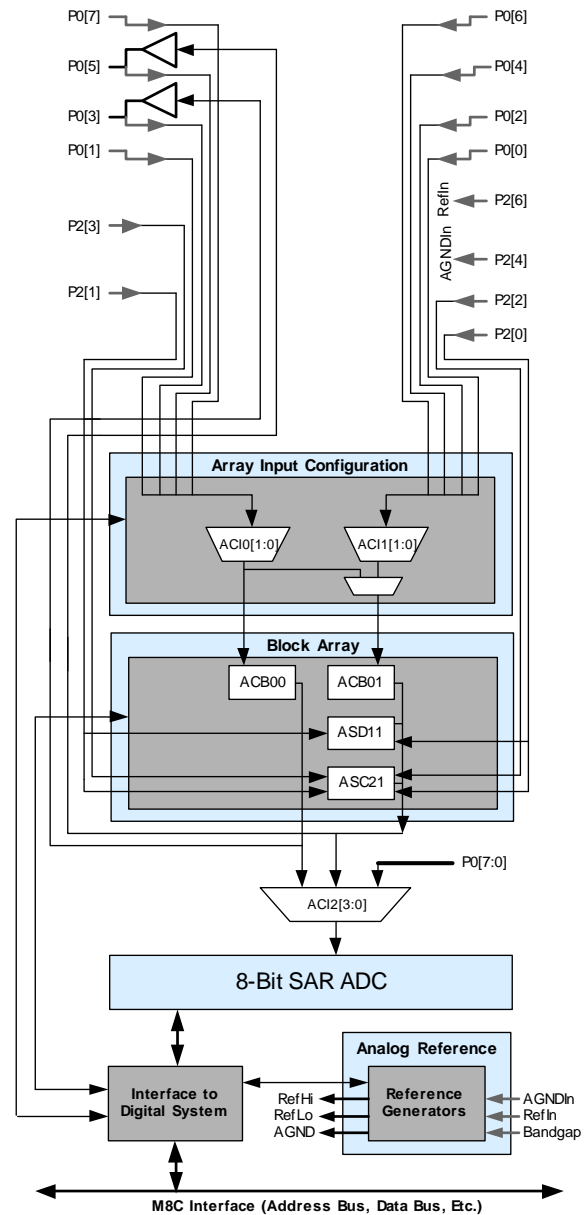 P0[7]
P0[6]
P0[5]
P0[4]
P0[3]
P0[2]
P0[1]
P0[0]
P2[6]
RefIn
AGNDIn
P2[3]
P2[4]
P2[1]
P2[2]
P2[0]
Array Input Configuration
ACI0[1:0]
ACI1[1:0]
Block Array
ACB00
ACB01
ASD11
ASC21
P0[7:0]
ACI2[3:0]
8-Bit SAR ADC
Analog Reference
Interface to
Digital System
RefHi
RefLo
AGND
Reference
Generators
AGNDIn
RefIn
Bandgap
M8C Interface (Address Bus, Data Bus, Etc.)